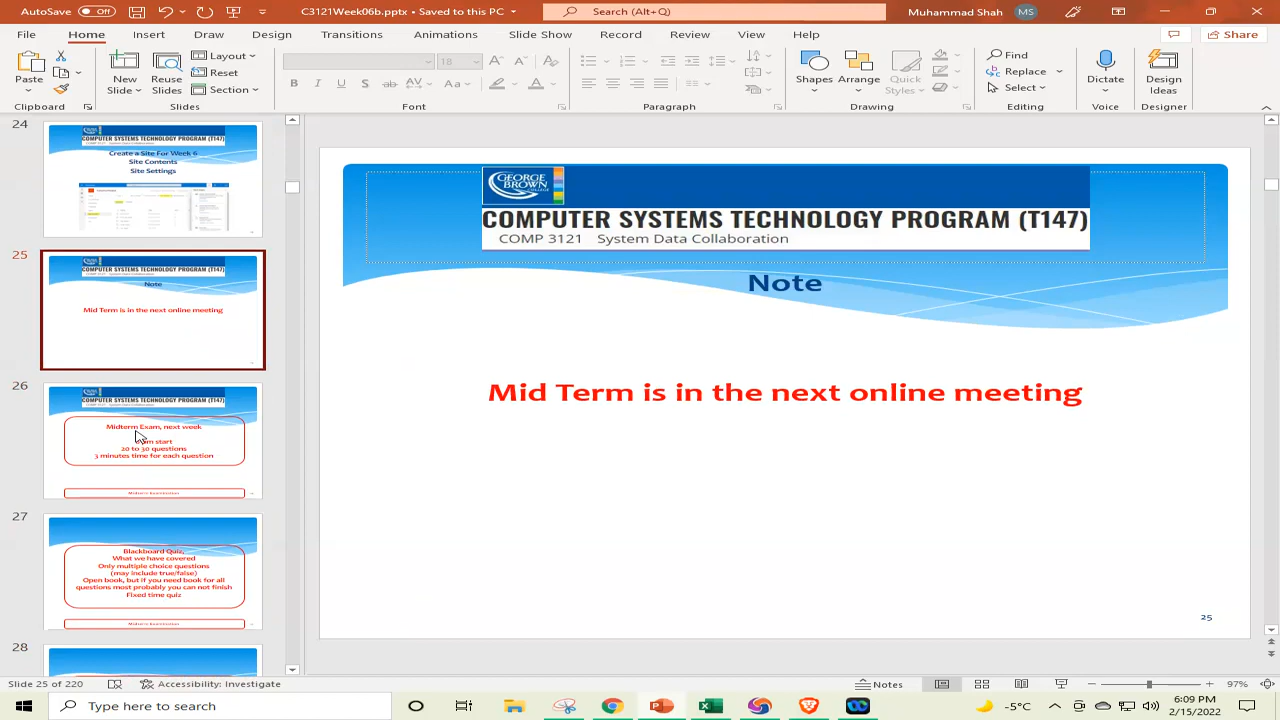 AutoSave Off C3121Week06b.pptx • Saved to this PC Search (Alt+Q) Muhammad Shah MS
File Home Insert Draw Design Transitions Animations Slide Show Record Review View Help Share
Paste New Slide Reuse Slides Layout Reset Section 18 Shapes Arrange Quick Styles Find Replace Select Dictate Design Ideas
Clipboard Slides Font Paragraph Drawing Editing Voice Designer
24
COMPUTER SYSTEMS TECHNOLOGY PROGRAM (T147)
Create a Site For Week 6
Site Contents
Site Settings
25
COMPUTER SYSTEMS TECHNOLOGY PROGRAM (T147)
Note
Mid Term is in the next online meeting
26
COMPUTER SYSTEMS TECHNOLOGY PROGRAM (T147)
Midterm Exam, next week
start
20 to 30 questions
3 minutes time for each question
Midterm Examination
27
Blackboard Quiz,
What we have covered
Only multiple choice questions
(may include true/false)
Open book, but if you need book for all
questions most probably you can not finish
Fixed time quiz
Midterm Examination
28
GEORGE
BROWN
COLLEGE
COMPUTER SYSTEMS TECHNOLOGY PROGRAM (T147)
COMP 3121 System Data Collaboration
Note
Mid Term is in the next online meeting
25
Slide 25 of 220 Accessibility: Investigate Notes 97%
Type here to search -5°C 6:09 PM
2/15/2022